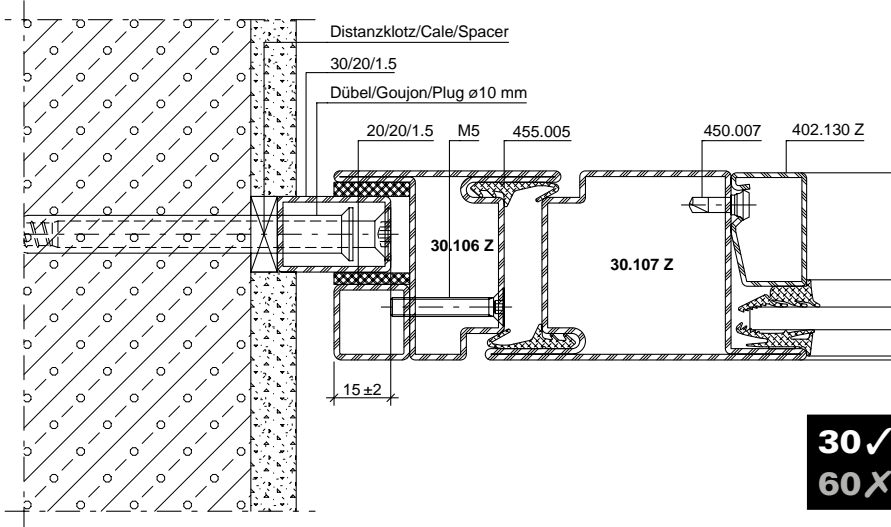 Distanzklotz/Cale/Spacer
30/20/1.5
Dübel/Goujon/Plug ø10 mm
20/20/1.5 M5 455.005 450.007 402.130 Z
30.106 Z
30.107 Z
15 ±2
30 ✓
60 ✗